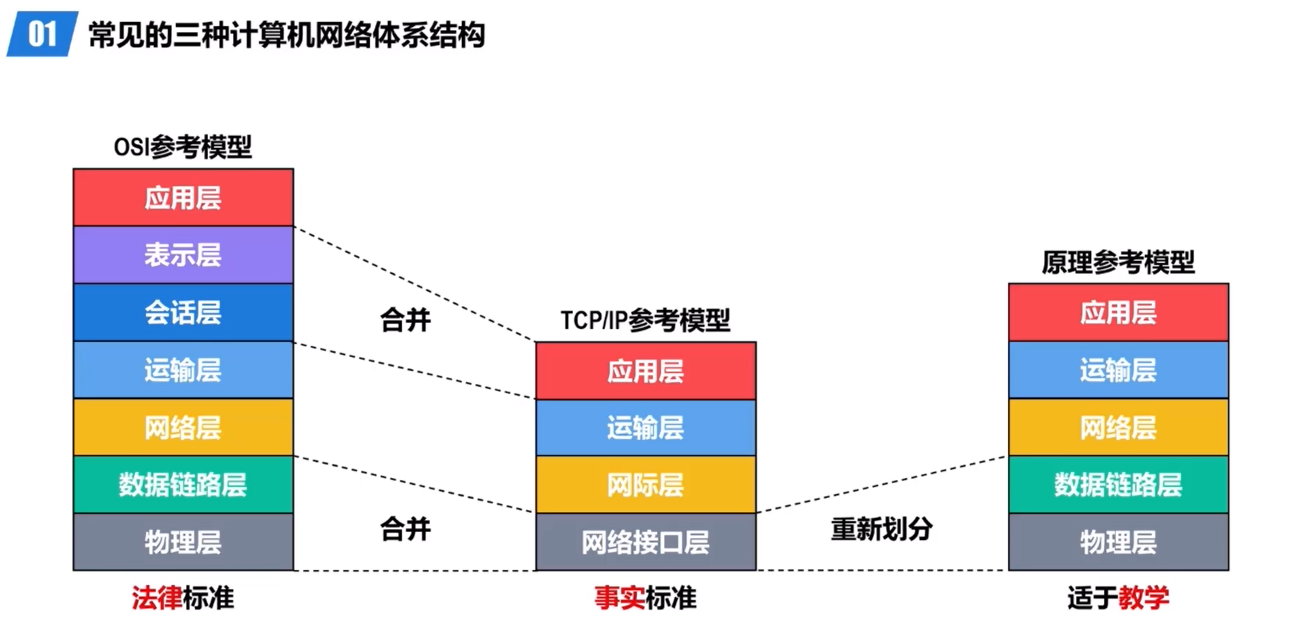 01 常见的三种计算机网络体系结构
OSI参考模型
应用层
表示层
会话层
运输层
网络层
数据链路层
物理层
法律标准
合并
合并
TCP/IP参考模型
应用层
运输层
网际层
网络接口层
事实标准
重新划分
原理参考模型
应用层
运输层
网络层
数据链路层
物理层
适于教学